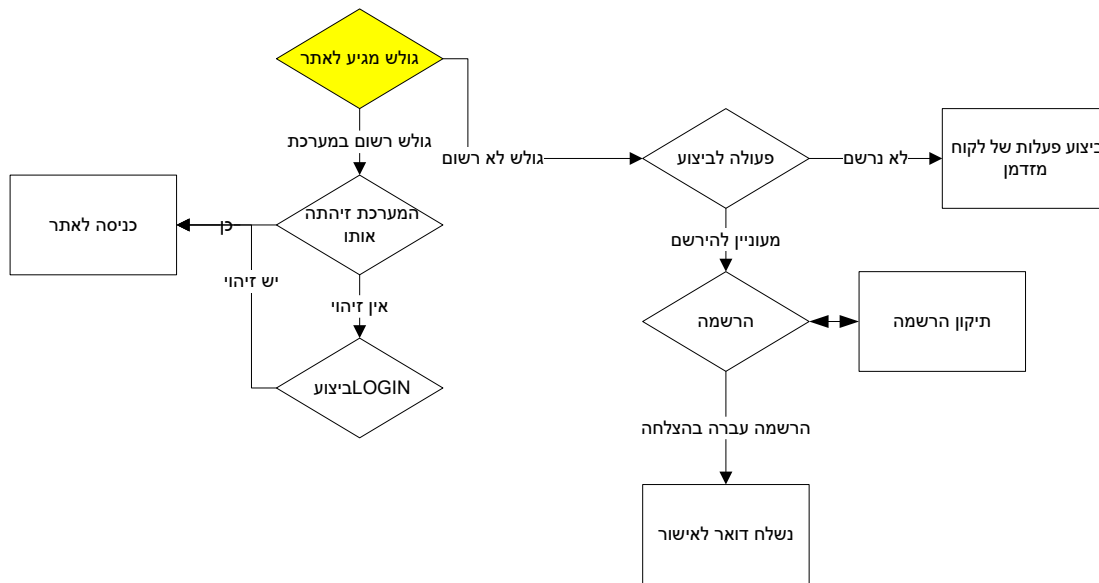 גולש מגיע לאתר
גולש רשום במערכת
גולש לא רשום
פעולה לביצוע
לא נרשם
ביצוע פעלות של לקוח
מזדמן
המערכת זיהתה
אותו
כן
כניסה לאתר
מעוניין להירשם
יש זיהוי
אין זיהוי
הרשמה
תיקון הרשמה
ביצועLOGIN
הרשמה עברה בהצלחה
נשלח דואר לאישור